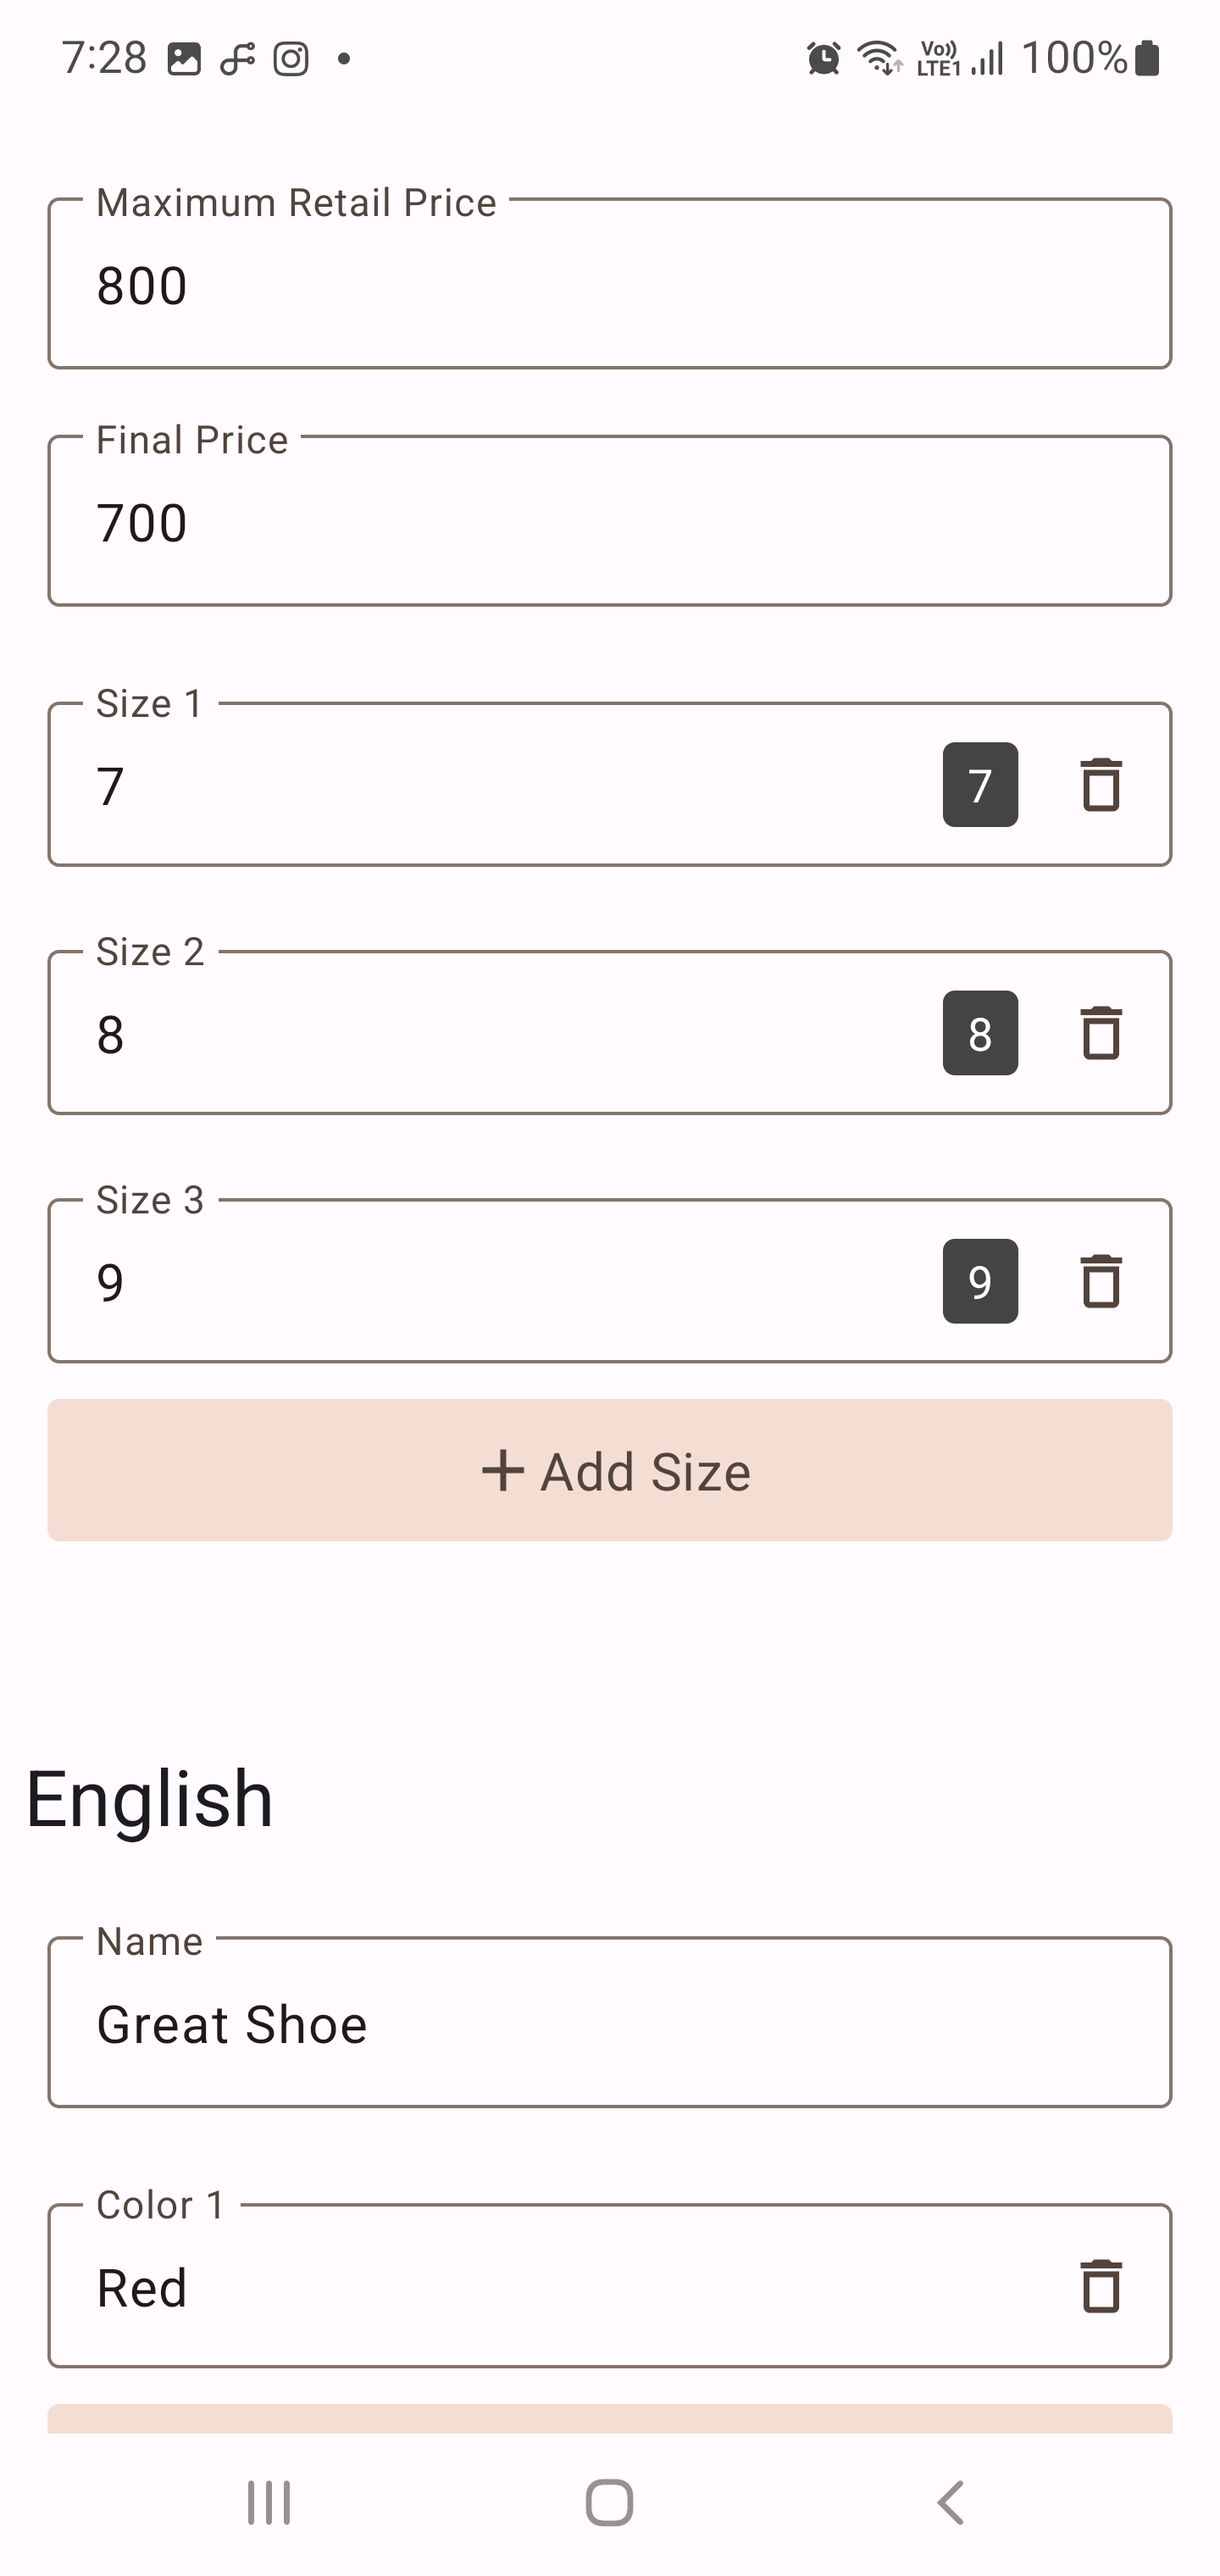 7:28 Vo)) LTE1 100%
Maximum Retail Price
800
Final Price
700
Size 1
7 7
Size 2
8 8
Size 3
9 9
+ Add Size
English
Name
Great Shoe
Color 1
Red